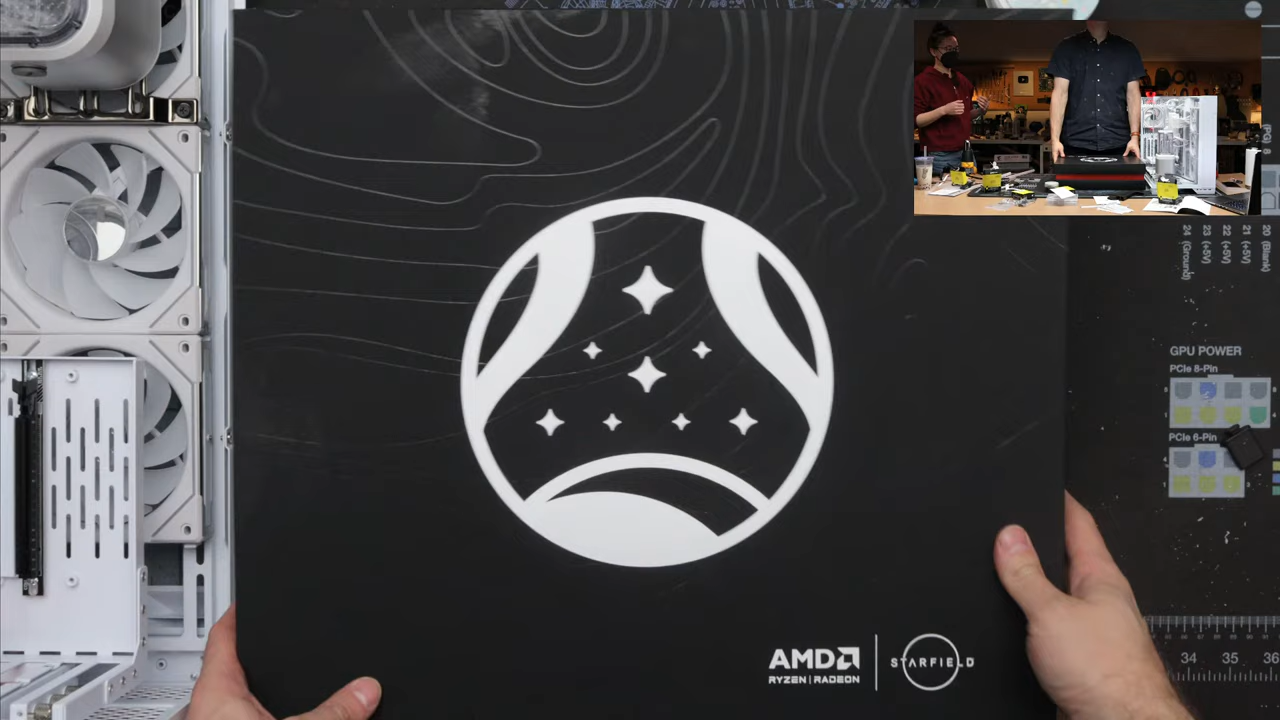 24 (Ground)
23 (+5V)
22 (+5V)
21 (+5V)
20 (Blank)
GPU POWER
PCIe 8-Pin
PCIe 6-Pin
34 35 36
AMD
RYZEN | RADEON
STARFIELD